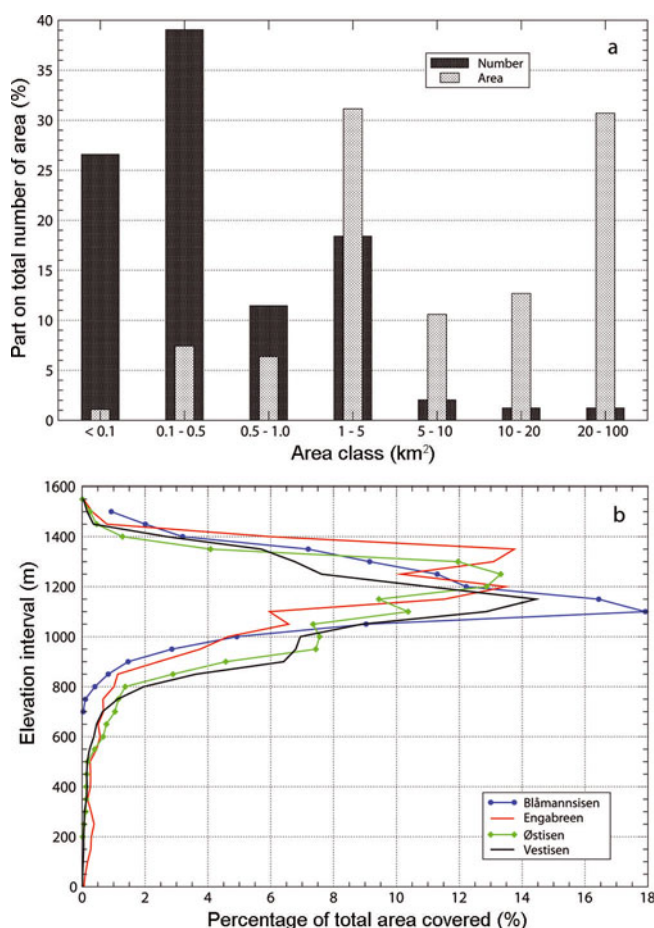 a
Number
Area
Part on total number of area (%)
40
35
30
25
20
15
10
5
0
< 0.1
0.1 - 0.5
0.5 - 1.0
1 - 5
5 - 10
10 - 20
20 - 100
Area class (km²)
b
Elevation interval (m)
1600
1400
1200
1000
800
600
400
200
0
Blåmannsisen
Engabreen
Østisen
Vestisen
0
2
4
6
8
10
12
14
16
18
Percentage of total area covered (%)